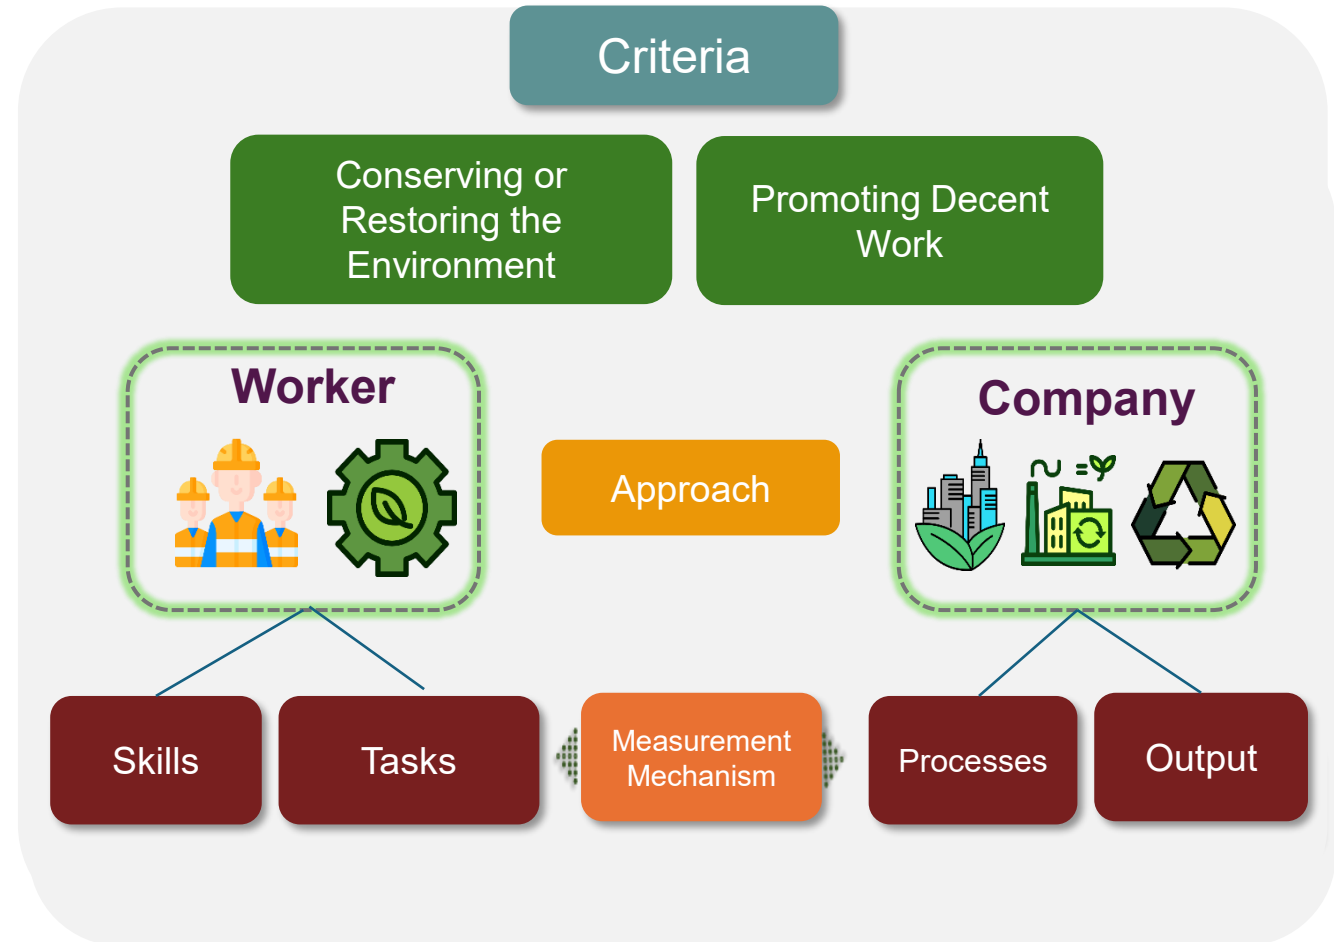 Criteria
Conserving or
Restoring the
Environment
Promoting Decent
Work
Worker
Company
Approach
Skills
Tasks
Measurement
Mechanism
Processes
Output